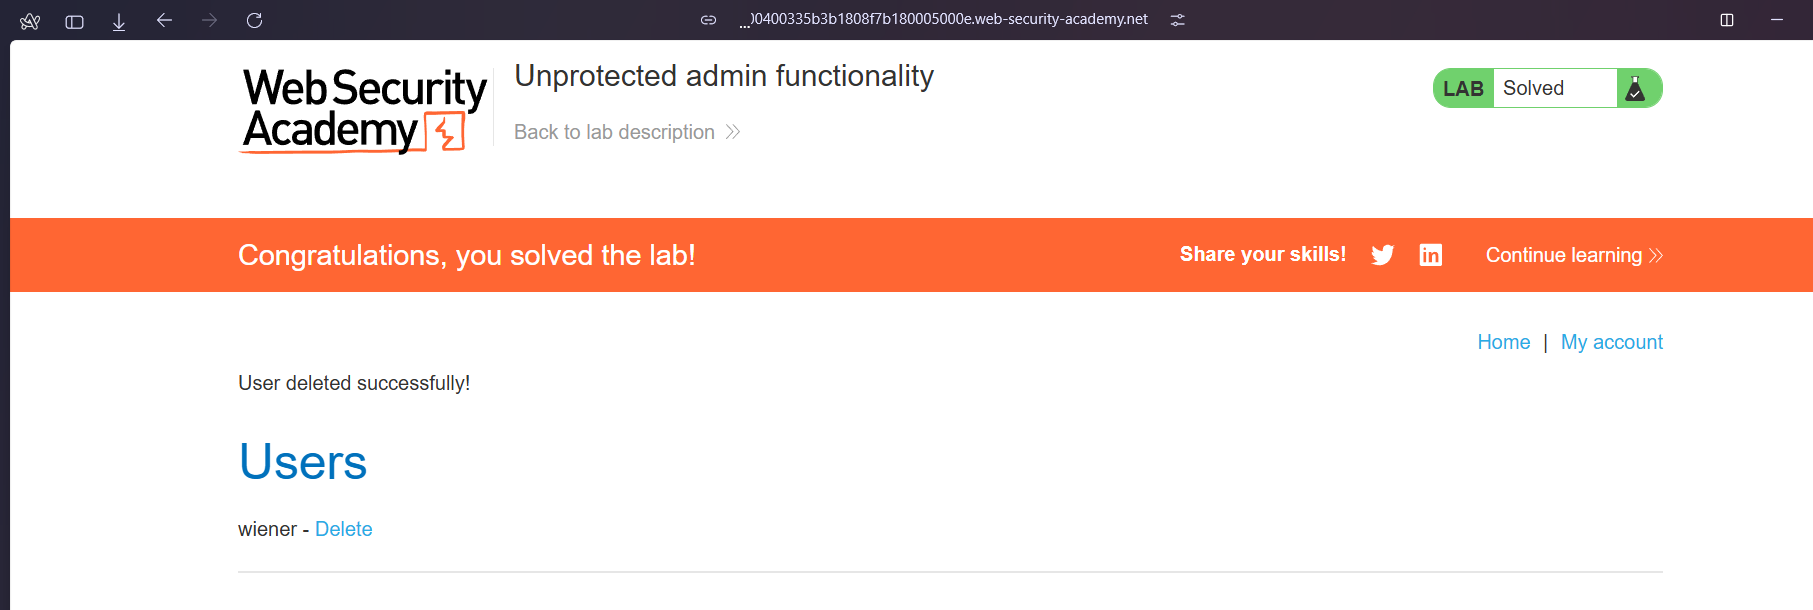 ...00400335b3b1808f7b180005000e.web-security-academy.net
Web Security
Academy
Unprotected admin functionality
Back to lab description
LAB Solved
Congratulations, you solved the lab!
Share your skills!
Continue learning
Home | My account
User deleted successfully!
Users
wiener - Delete